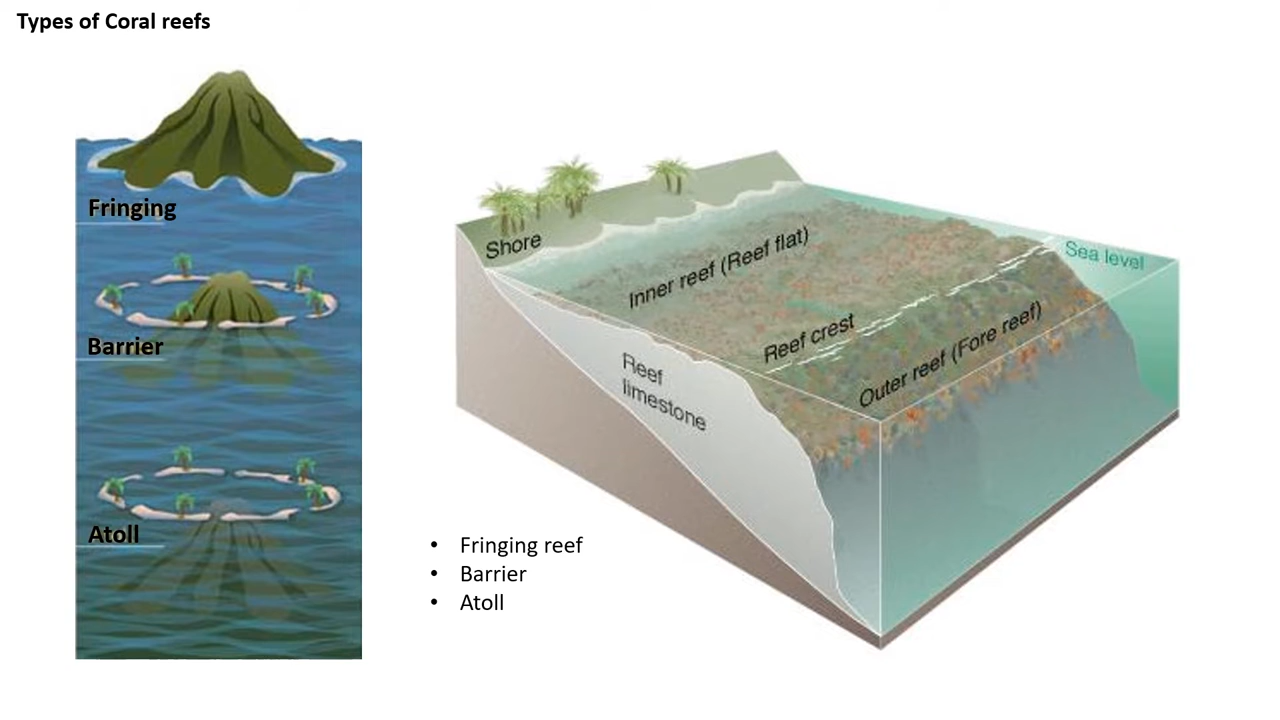 Types of Coral reefs
Fringing
Barrier
Atoll
Shore
Inner reef (Reef flat)
Sea level
Reef crest
Outer reef (Fore reef)
Reef
limestone
• Fringing reef
• Barrier
• Atoll